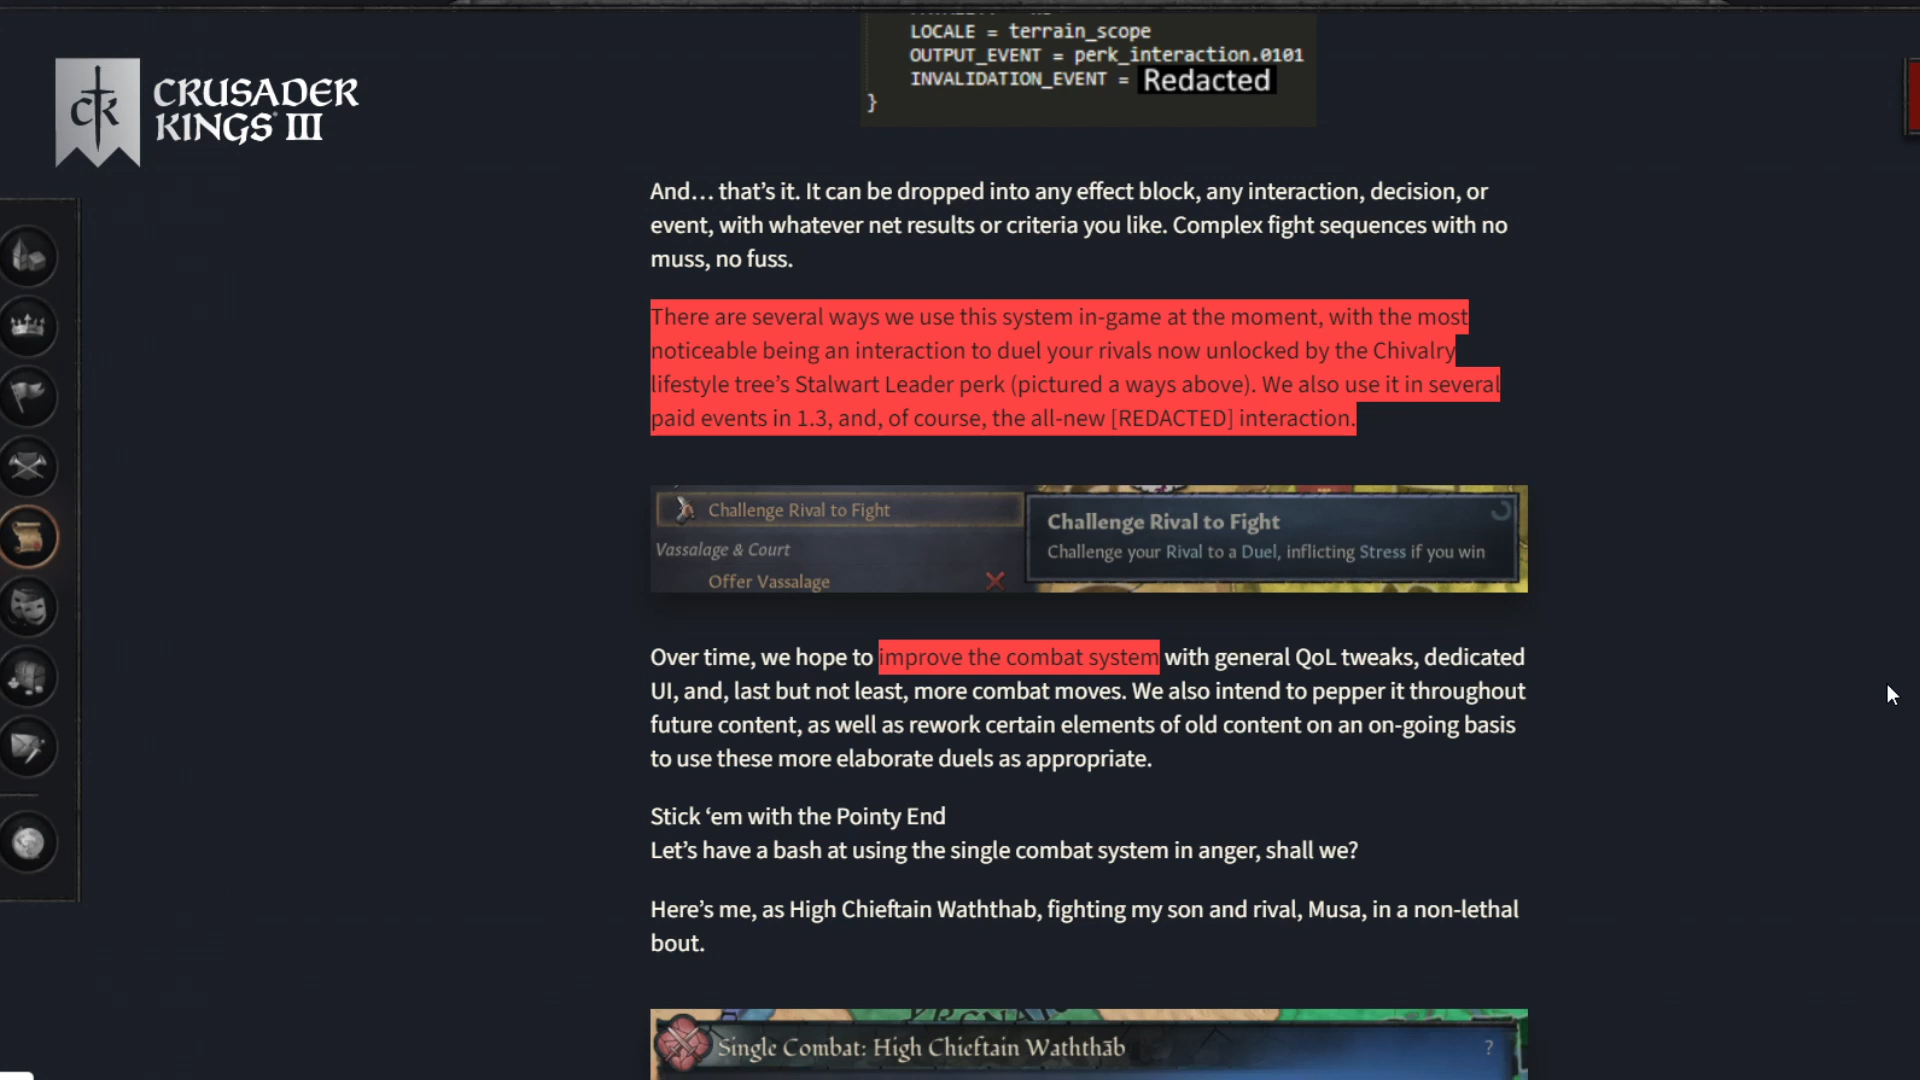 LOCALE = terrain_scope
OUTPUT_EVENT = perk_interaction.0101
INVALIDATION_EVENT = Redacted
}
CRUSADER
KINGS III
And… that’s it. It can be dropped into any effect block, any interaction, decision, or
event, with whatever net results or criteria you like. Complex fight sequences with no
muss, no fuss.
There are several ways we use this system in-game at the moment, with the most
noticeable being an interaction to duel your rivals now unlocked by the Chivalry
lifestyle tree’s Stalwart Leader perk (pictured a ways above). We also use it in several
paid events in 1.3, and, of course, the all-new [REDACTED] interaction.
Challenge Rival to Fight
Vassalage & Court
Offer Vassalage
Challenge Rival to Fight
Challenge your Rival to a Duel, inflicting Stress if you win
Over time, we hope to improve the combat system with general QoL tweaks, dedicated
UI, and, last but not least, more combat moves. We also intend to pepper it throughout
future content, as well as rework certain elements of old content on an on-going basis
to use these more elaborate duels as appropriate.
Stick ‘em with the Pointy End
Let’s have a bash at using the single combat system in anger, shall we?
Here’s me, as High Chieftain Waththab, fighting my son and rival, Musa, in a non-lethal
bout.
Single Combat: High Chieftain Waththāb
?